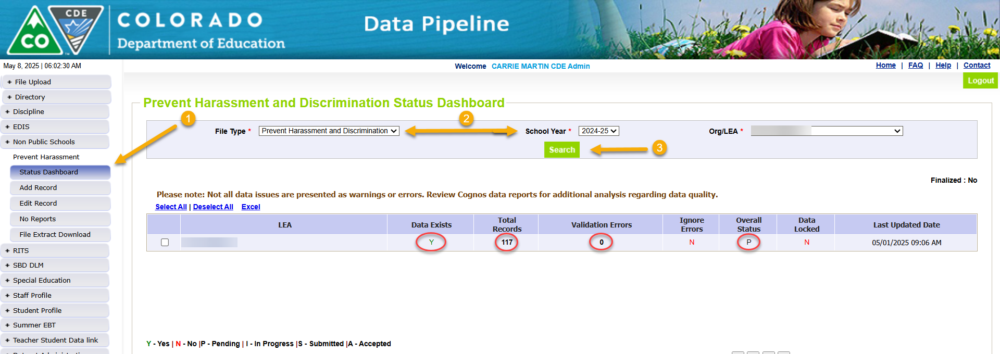 CO
™
CDE
COLORADO
Department of Education
Data Pipeline
May 8, 2025 | 06:02:30 AM
Welcome CARRIE MARTIN CDE Admin
Home | FAQ | Help | Contact
Logout
+ File Upload
+ Directory
+ Discipline
+ EDIS
+ Non Public Schools
Prevent Harassment
Status Dashboard
Add Record
Edit Record
No Reports
File Extract Download
+ RITS
+ SBD DLM
+ Special Education
+ Staff Profile
+ Student Profile
+ Summer EBT
+ Teacher Student Data link
Prevent Harassment and Discrimination Status Dashboard
1
2
File Type * Prevent Harassment and Discrimination
School Year * 2024-25
Org/LEA *
Search
3
Finalized : No
Please note: Not all data issues are presented as warnings or errors. Review Cognos data reports for additional analysis regarding data quality.
Select All | Deselect All Excel
LEA Data Exists Total Records Validation Errors Ignore Errors Overall Status Data Locked Last Updated Date
Y 117 0 N P N 05/01/2025 09:06 AM
Y - Yes | N - No |P - Pending | I - In Progress |S - Submitted |A - Accepted